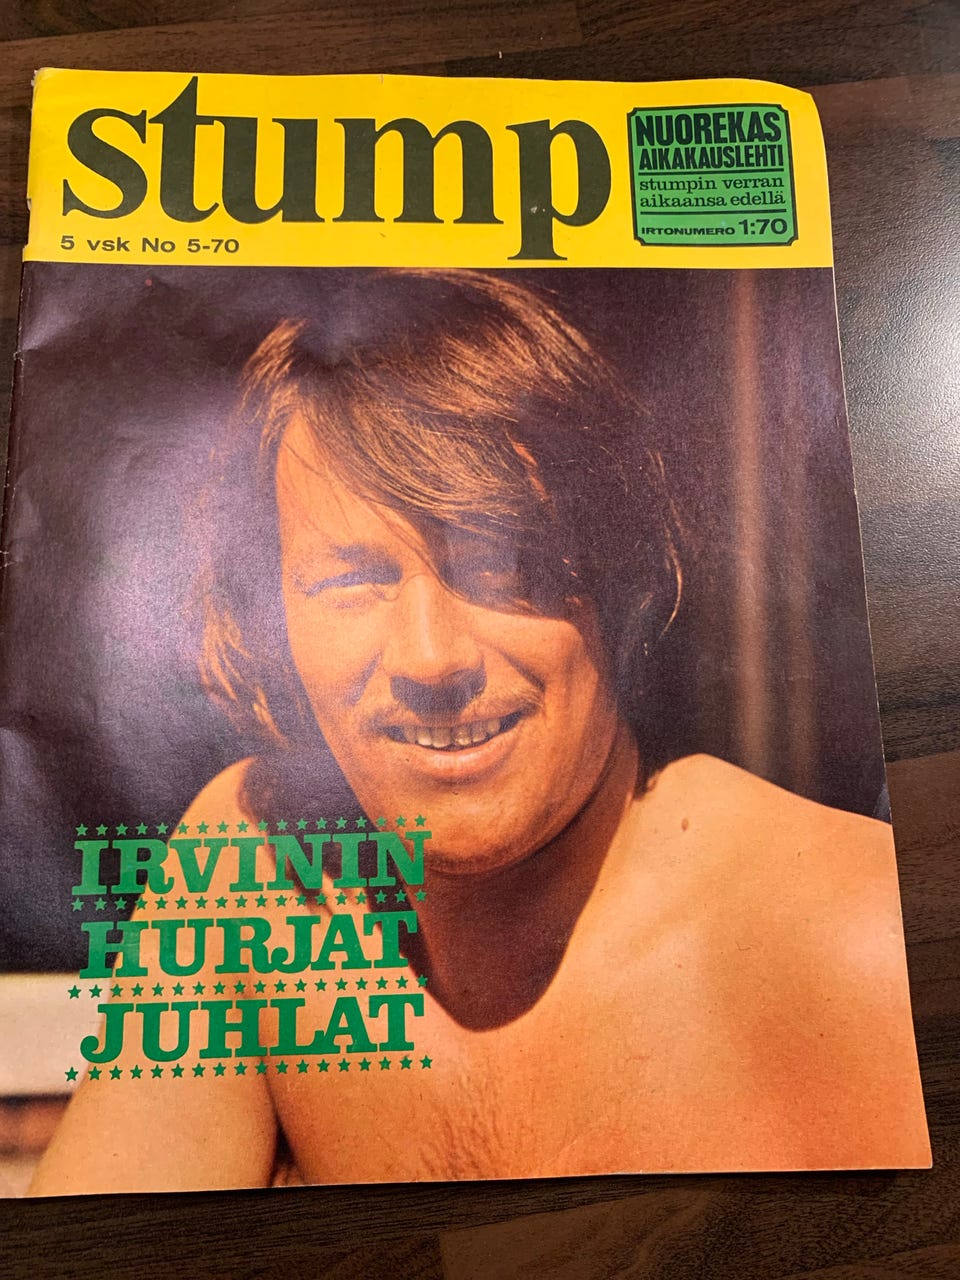 stump
5 vsk No 5-70
NUOREKAS
AIKAKAUSLEHTI
stumpin verran
aikaansa edellä
IRTONUMERO 1:70
IRVININ
HURJAT
JUHLAT